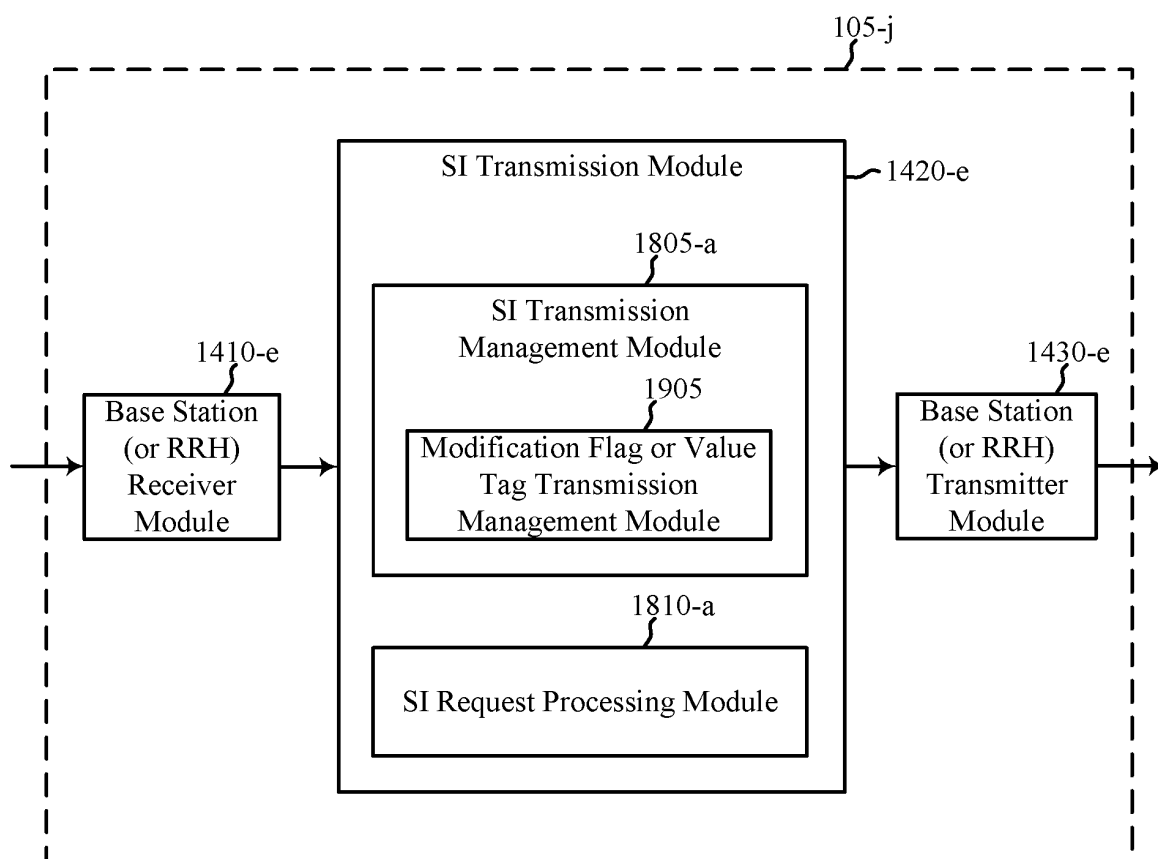 105-j
SI Transmission Module
1420-e
1805-a
SI Transmission
Management Module
1410-e
1430-e
1905
Base Station
(or RRH)
Receiver
Module
Modification Flag or Value
Tag Transmission
Management Module
Base Station
(or RRH)
Transmitter
Module
1810-a
SI Request Processing Module